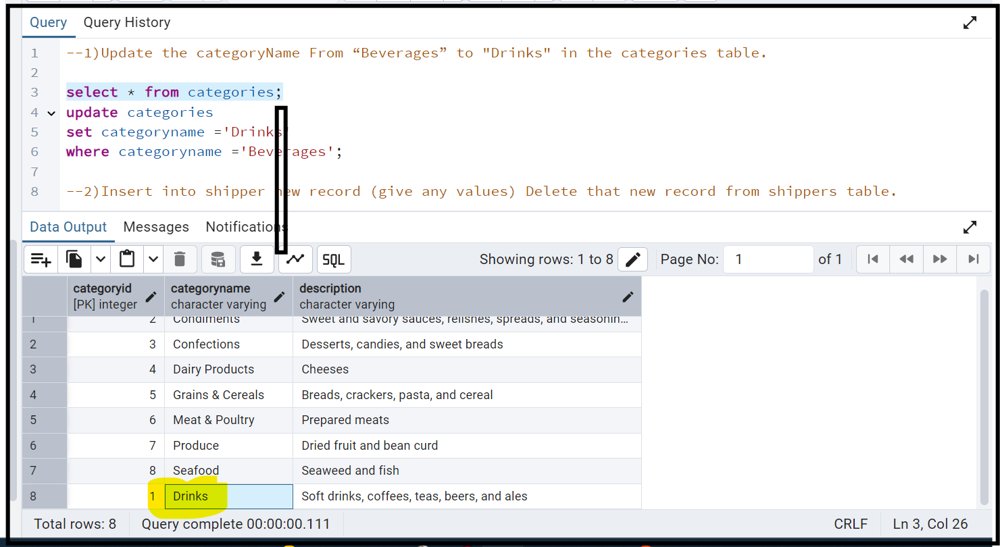 Query Query History
1 --1)Update the categoryName From “Beverages” to "Drinks" in the categories table.
2
3 select * from categories;
4 update categories
5 set categoryname ='Drinks'
6 where categoryname ='Beverages';
7
8 --2)Insert into shipper new record (give any values) Delete that new record from shippers table.
Data Output Messages Notifications
SQL Showing rows: 1 to 8 Page No: 1 of 1
categoryid categoryname description
[PK] integer character varying character varying
1 2 Condiments Sweet and savory sauces, relishes, spreads, and seasonin…
2 3 Confections Desserts, candies, and sweet breads
3 4 Dairy Products Cheeses
4 5 Grains & Cereals Breads, crackers, pasta, and cereal
5 6 Meat & Poultry Prepared meats
6 7 Produce Dried fruit and bean curd
7 8 Seafood Seaweed and fish
8 1 Drinks Soft drinks, coffees, teas, beers, and ales
Total rows: 8 Query complete 00:00:00.111 CRLF Ln 3, Col 26